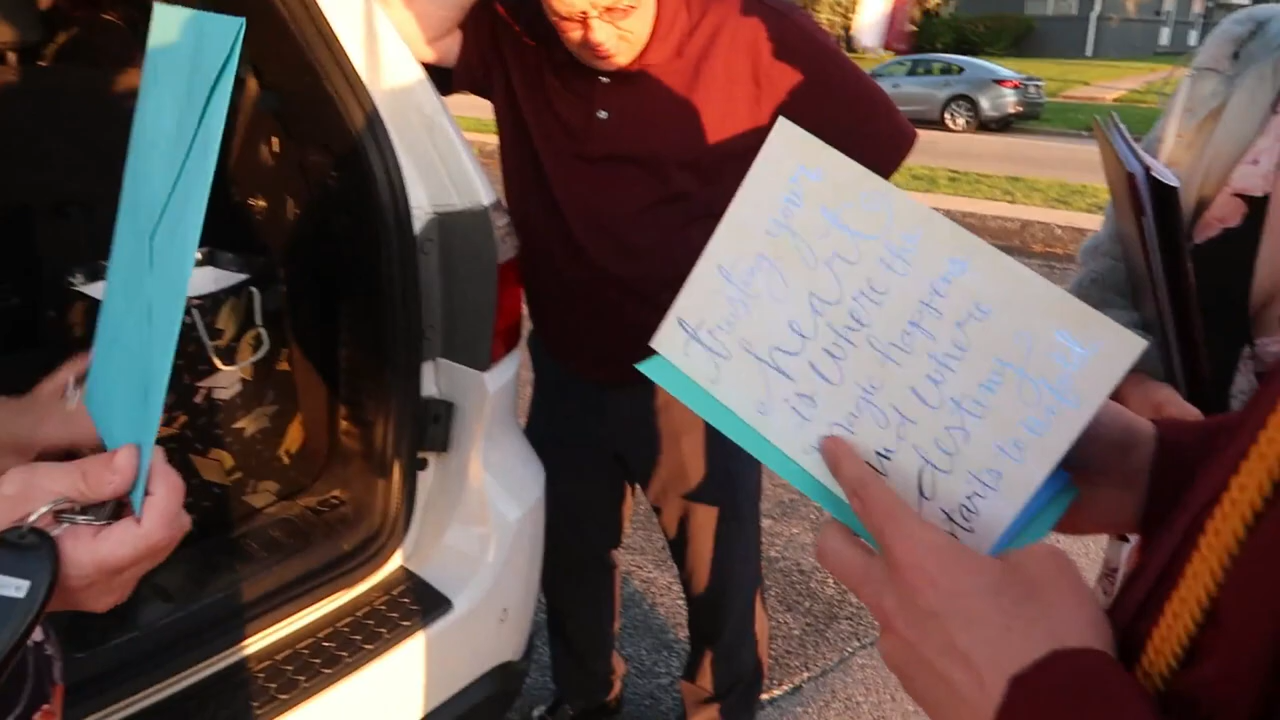 trusting your
heart
is where the
magic happens
and where
destiny
starts to unfold